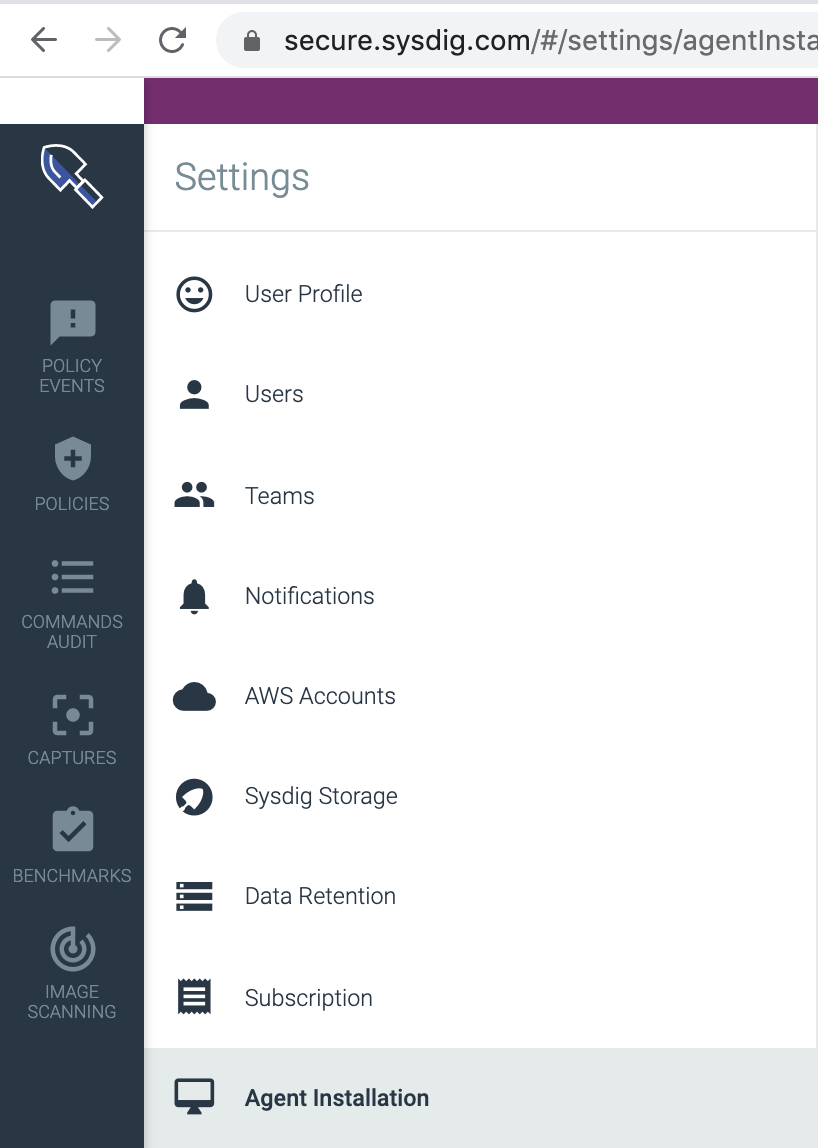 secure.sysdig.com/#/settings/agentInsta
Settings
POLICY
EVENTS
POLICIES
COMMANDS
AUDIT
CAPTURES
BENCHMARKS
IMAGE
SCANNING
User Profile
Users
Teams
Notifications
AWS Accounts
Sysdig Storage
Data Retention
Subscription
Agent Installation